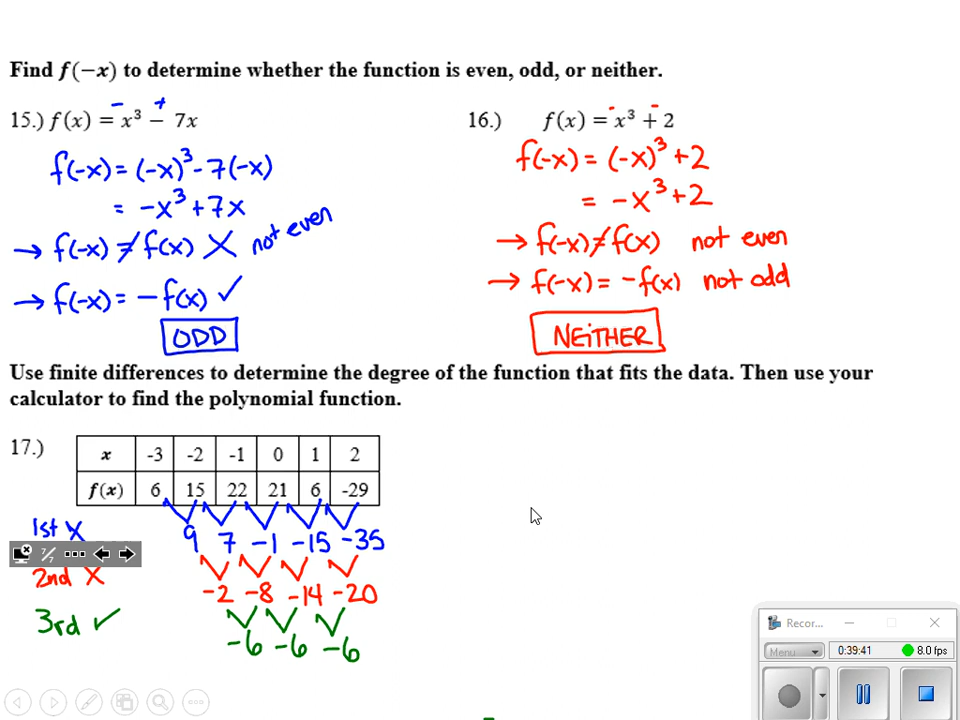 Find f(−x) to determine whether the function is even, odd, or neither.
15.) f(x) = x³ − 7x
− +
f(-x) = (-x)³ - 7(-x)
= -x³ + 7x
→ f(-x) ≠ f(x) X not even
→ f(-x) = - f(x) ✓
ODD
16.) f(x) = x³ + 2
- -
f(-x) = (-x)³ + 2
= -x³ + 2
→ f(-x) ≠ f(x) not even
→ f(-x) = - f(x) not odd
NEiTHER
Use finite differences to determine the degree of the function that fits the data. Then use your
calculator to find the polynomial function.
17.)
x -3 -2 -1 0 1 2
f(x) 6 15 22 21 6 -29
1st X 9 7 -1 -15 -35
7/7
2nd X -2 -8 -14 -20
3rd ✓ -6 -6 -6
Recor...
Menu 0:39:41 8.0 fps